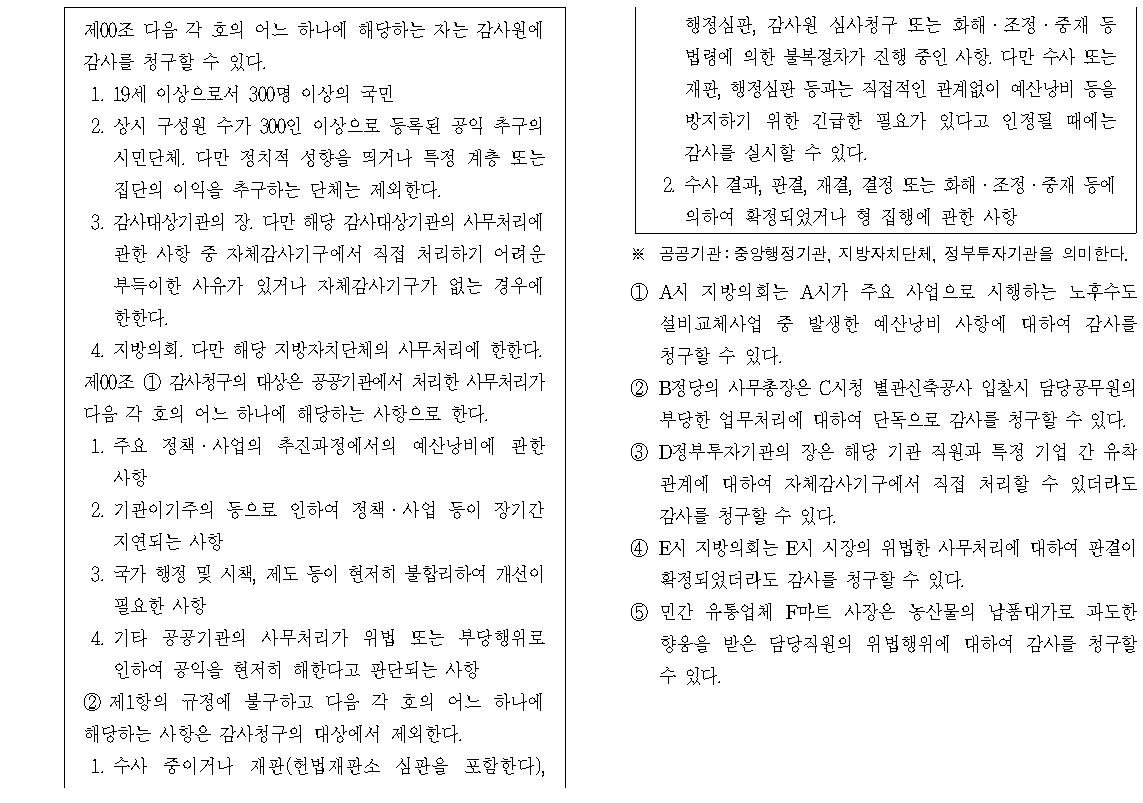 제00조 다음 각 호의 어느 하나에 해당하는 자는 감사원에
감사를 청구할 수 있다.
1. 19세 이상으로서 300명 이상의 국민
2. 상시 구성원 수가 300인 이상으로 등록된 공익 추구의
시민단체. 다만 정치적 성향을 띄거나 특정 계층 또는
집단의 이익을 추구하는 단체는 제외한다.
3. 감사대상기관의 장. 다만 해당 감사대상기관의 사무처리에
관한 사항 중 자체감사기구에서 직접 처리하기 어려운
부득이한 사유가 있거나 자체감사기구가 없는 경우에
한한다.
4. 지방의회. 다만 해당 지방자치단체의 사무처리에 한한다.
제00조 ① 감사청구의 대상은 공공기관에서 처리한 사무처리가
다음 각 호의 어느 하나에 해당하는 사항으로 한다.
1. 주요 정책·사업의 추진과정에서의 예산낭비에 관한
사항
2. 기관이기주의 등으로 인하여 정책·사업 등이 장기간
지연되는 사항
3. 국가 행정 및 시책, 제도 등이 현저히 불합리하여 개선이
필요한 사항
4. 기타 공공기관의 사무처리가 위법 또는 부당행위로
인하여 공익을 현저히 해한다고 판단되는 사항
② 제1항의 규정에 불구하고 다음 각 호의 어느 하나에
해당하는 사항은 감사청구의 대상에서 제외한다.
1. 수사 중이거나 재판(헌법재판소 심판을 포함한다),
행정심판, 감사원 심사청구 또는 화해·조정·중재 등
법령에 의한 불복절차가 진행 중인 사항. 다만 수사 또는
재판, 행정심판 등과는 직접적인 관계없이 예산낭비 등을
방지하기 위한 긴급한 필요가 있다고 인정될 때에는
감사를 실시할 수 있다.
2. 수사 결과, 판결, 재결, 결정 또는 화해·조정·중재 등에
의하여 확정되었거나 형 집행에 관한 사항
※ 공공기관: 중앙행정기관, 지방자치단체, 정부투자기관을 의미한다.
① A시 지방의회는 A시가 주요 사업으로 시행하는 노후수도
설비교체사업 중 발생한 예산낭비 사항에 대하여 감사를
청구할 수 있다.
② B정당의 사무총장은 C시청 별관신축공사 입찰시 담당공무원의
부당한 업무처리에 대하여 단독으로 감사를 청구할 수 있다.
③ D정부투자기관의 장은 해당 기관 직원과 특정 기업 간 유착
관계에 대하여 자체감사기구에서 직접 처리할 수 있더라도
감사를 청구할 수 있다.
④ E시 지방의회는 E시 시장의 위법한 사무처리에 대하여 판결이
확정되었더라도 감사를 청구할 수 있다.
⑤ 민간 유통업체 F마트 사장은 농산물의 납품대가로 과도한
향응을 받은 담당직원의 위법행위에 대하여 감사를 청구할
수 있다.